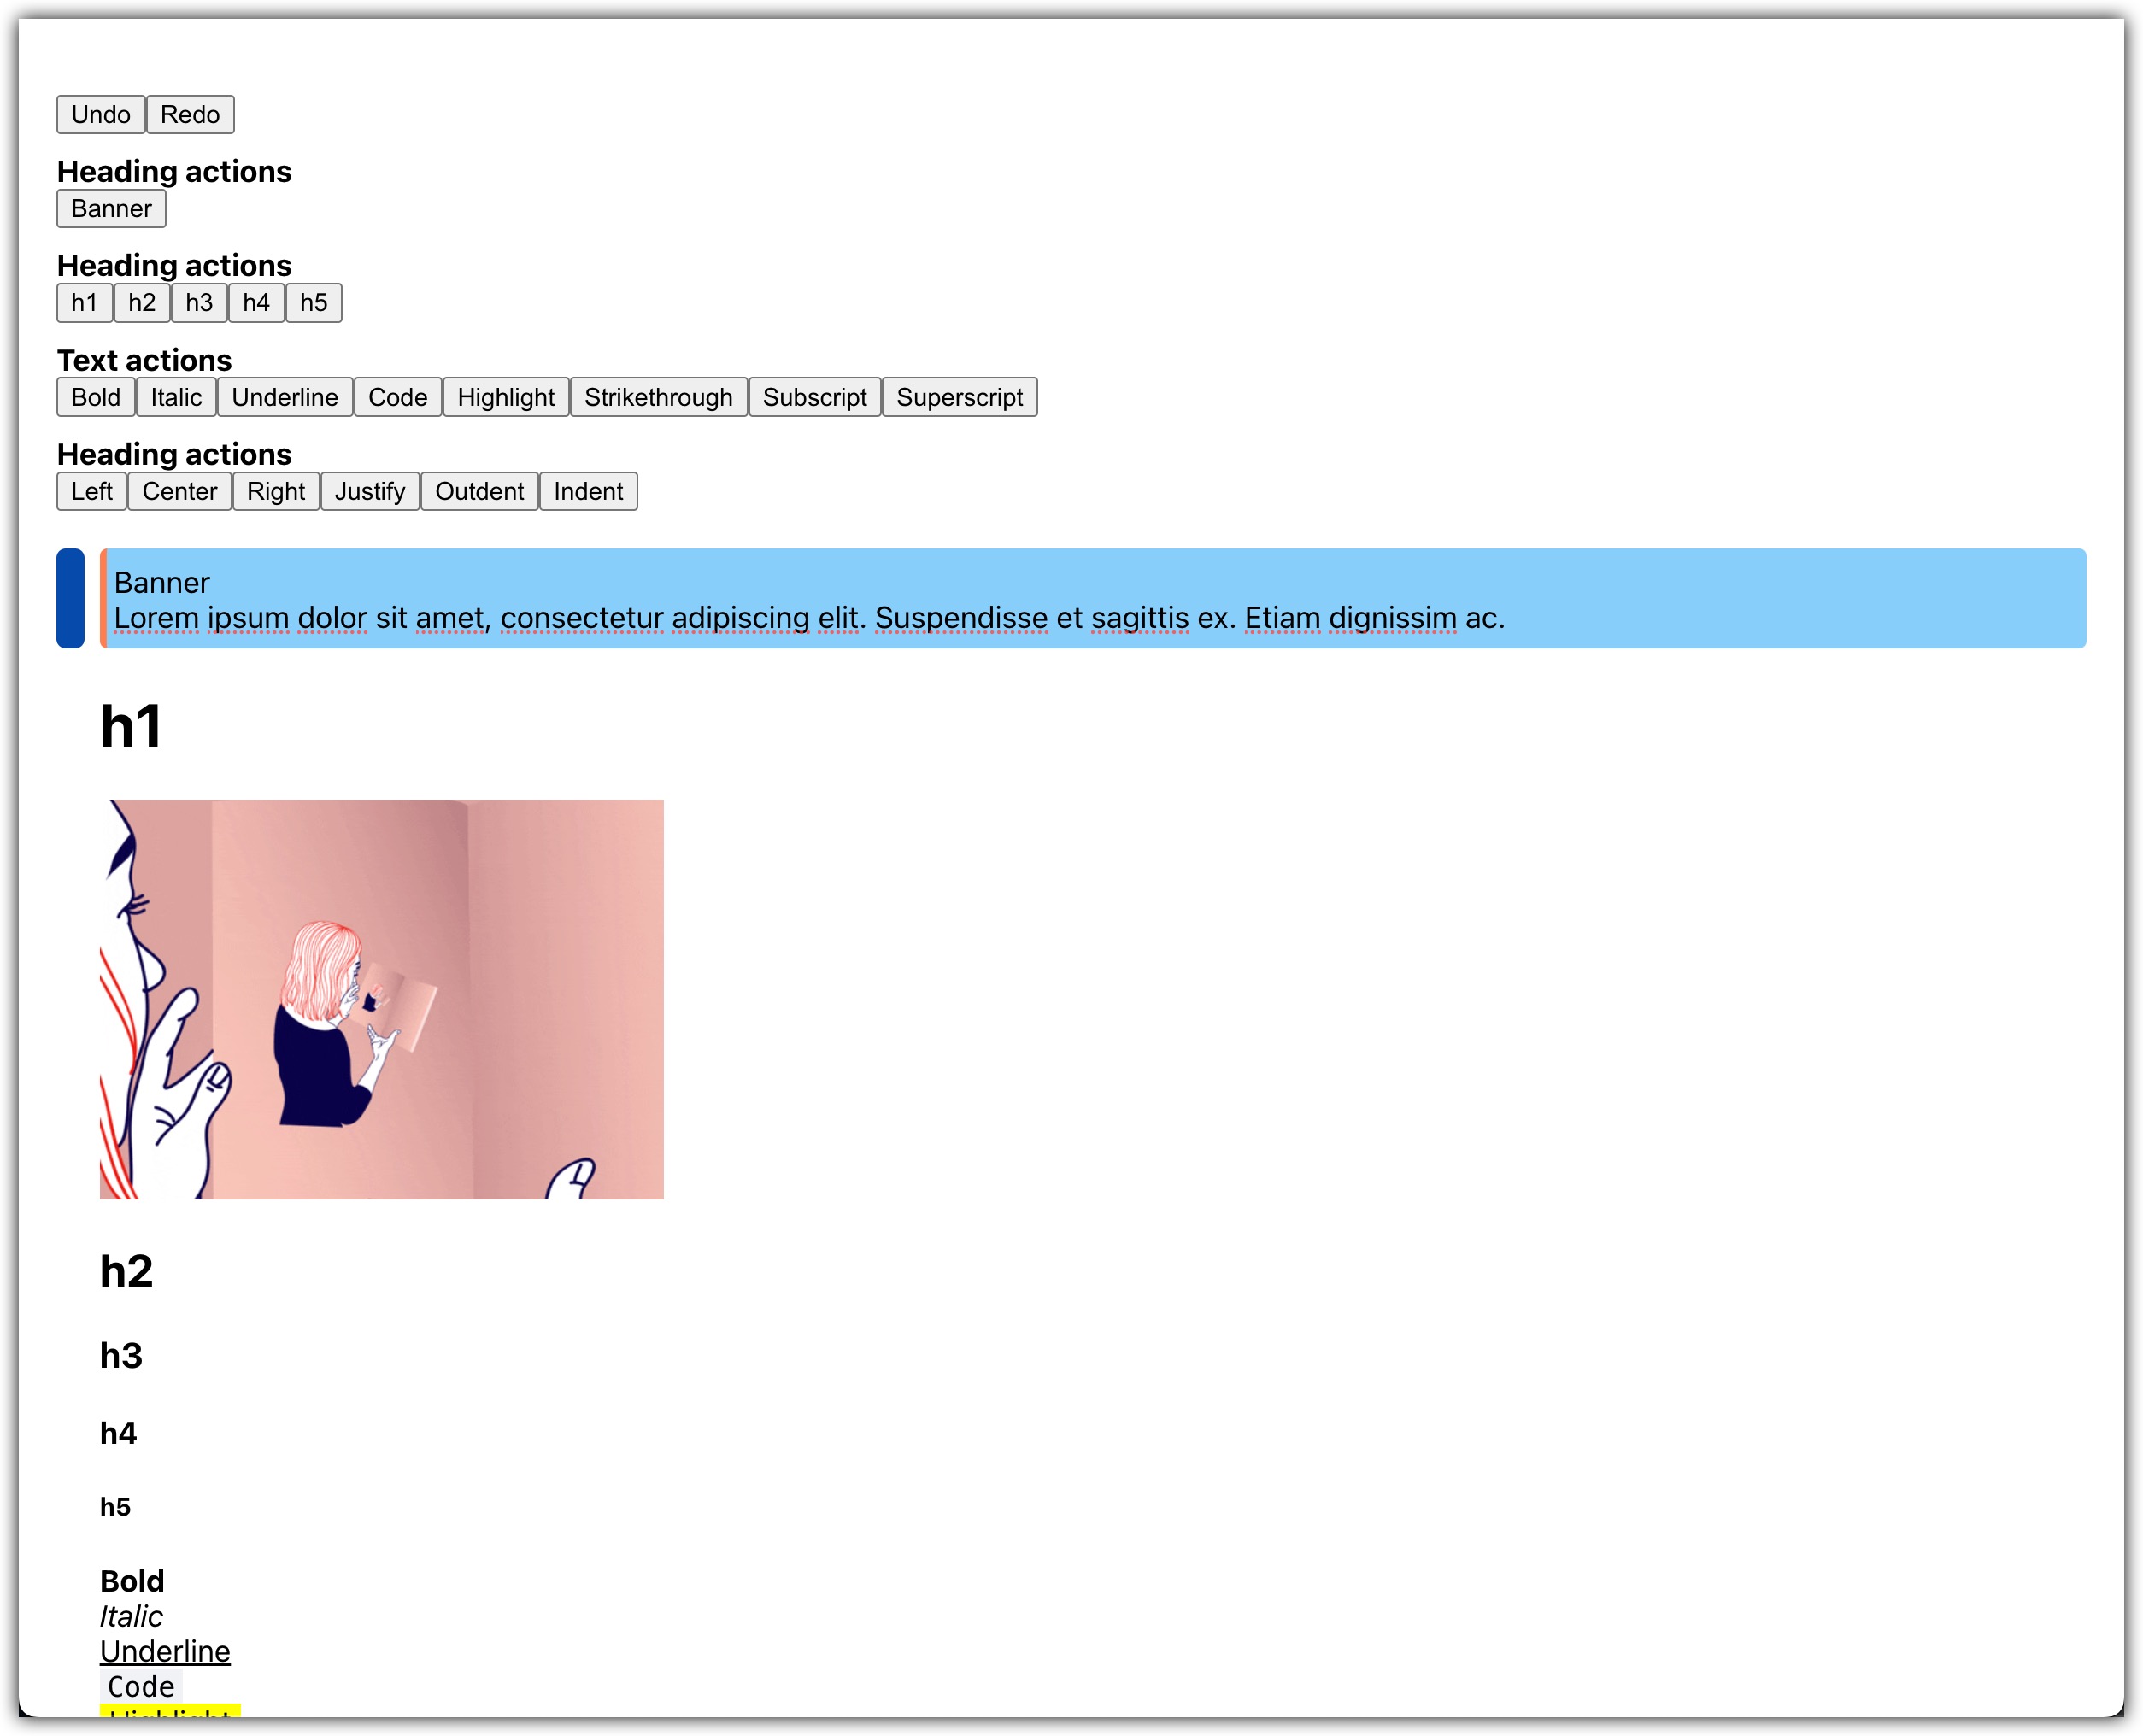 Undo Redo
Heading actions
Banner
Heading actions
h1 h2 h3 h4 h5
Text actions
Bold Italic Underline Code Highlight Strikethrough Subscript Superscript
Heading actions
Left Center Right Justify Outdent Indent
Banner
Lorem ipsum dolor sit amet, consectetur adipiscing elit. Suspendisse et sagittis ex. Etiam dignissim ac.
h1
h2
h3
h4
h5
Bold
Italic
Underline
Code
Highlight